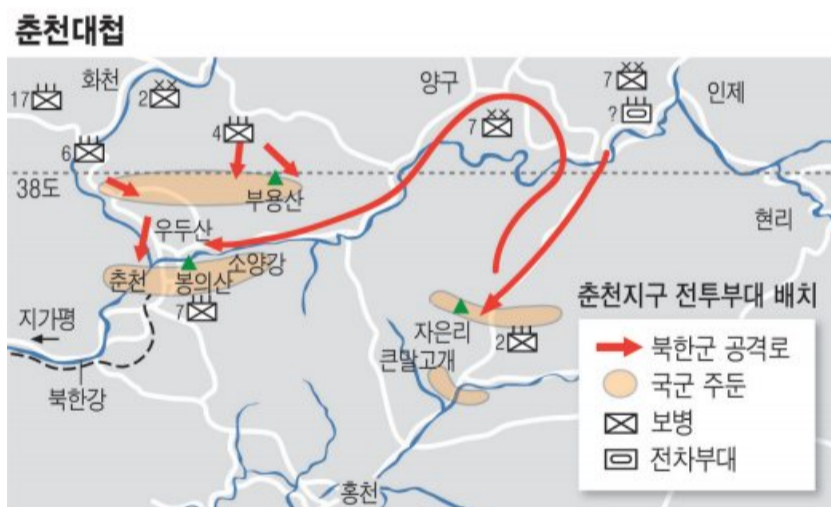 춘천대첩
화천
양구
인제
17
2
7
?
4
7
6
38도
부용산
현리
우두산
소양강
춘천
봉의산
7
춘천지구 전투부대 배치
지가평
자은리
2
큰말고개
북한강
북한군 공격로
국군 주둔
보병
전차부대
홍천